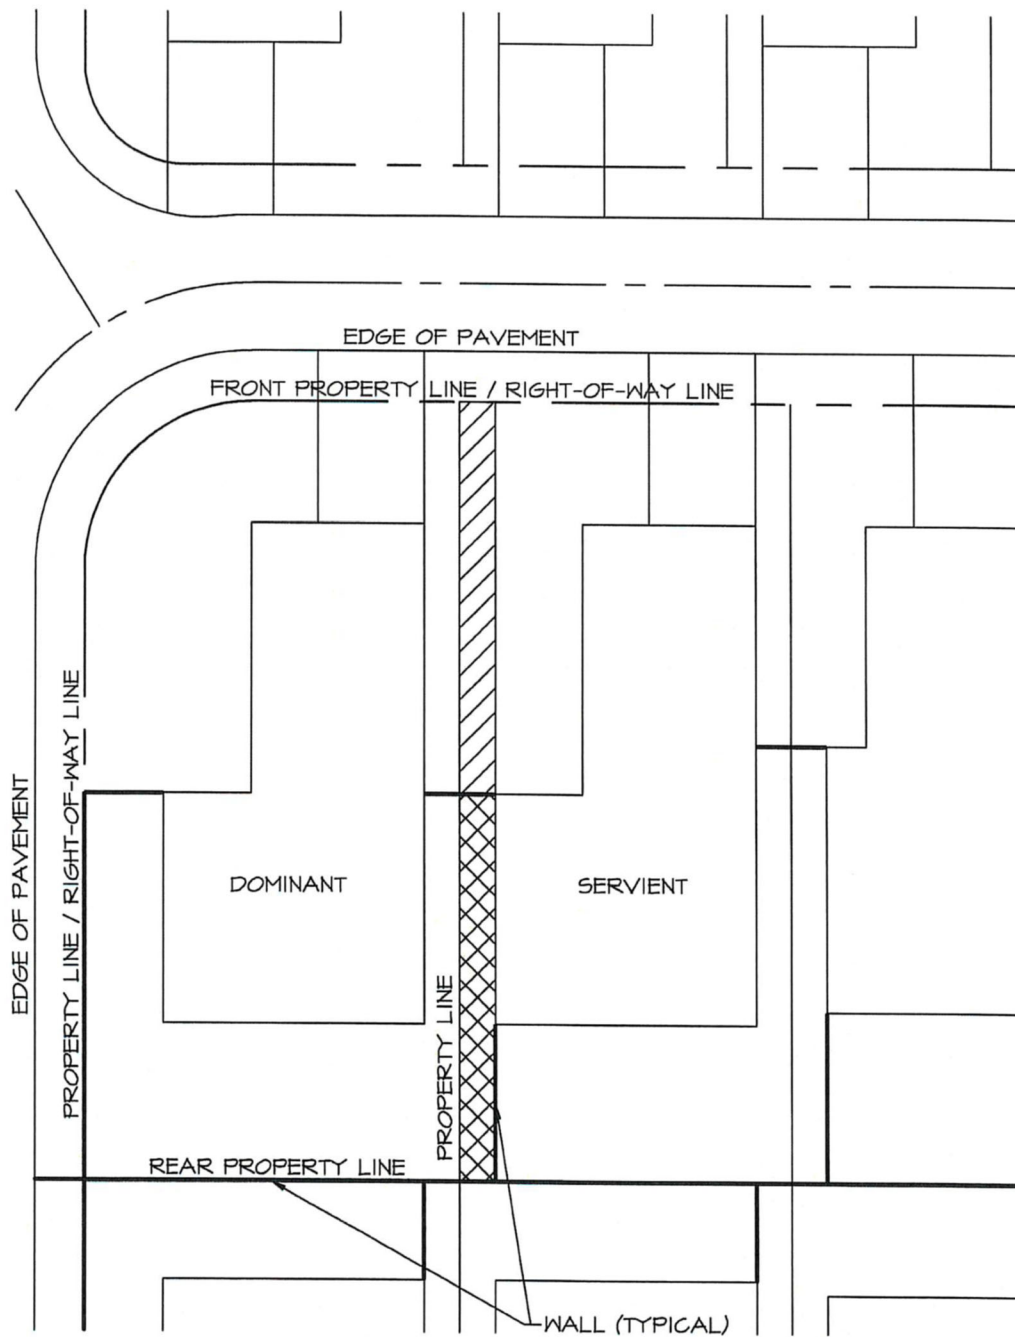 EDGE OF PAVEMENT
FRONT PROPERTY LINE / RIGHT-OF-WAY LINE
EDGE OF PAVEMENT
PROPERTY LINE / RIGHT-OF-WAY LINE
DOMINANT
SERVIENT
PROPERTY LINE
REAR PROPERTY LINE
WALL (TYPICAL)